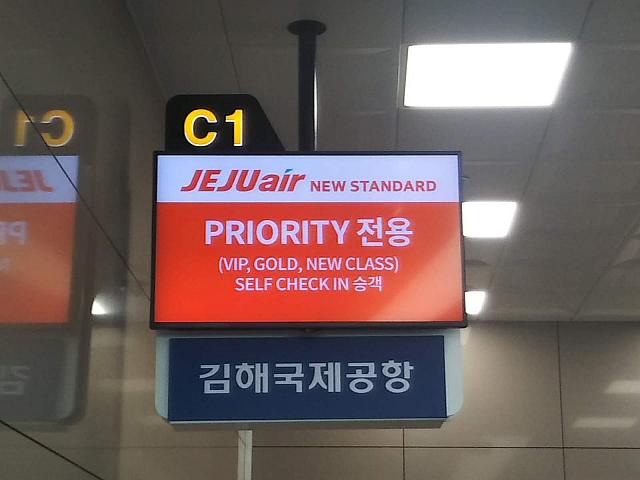 C1
JEJUair NEW STANDARD
PRIORITY 전용
(VIP, GOLD, NEW CLASS)
SELF CHECK IN 승객
김해국제공항